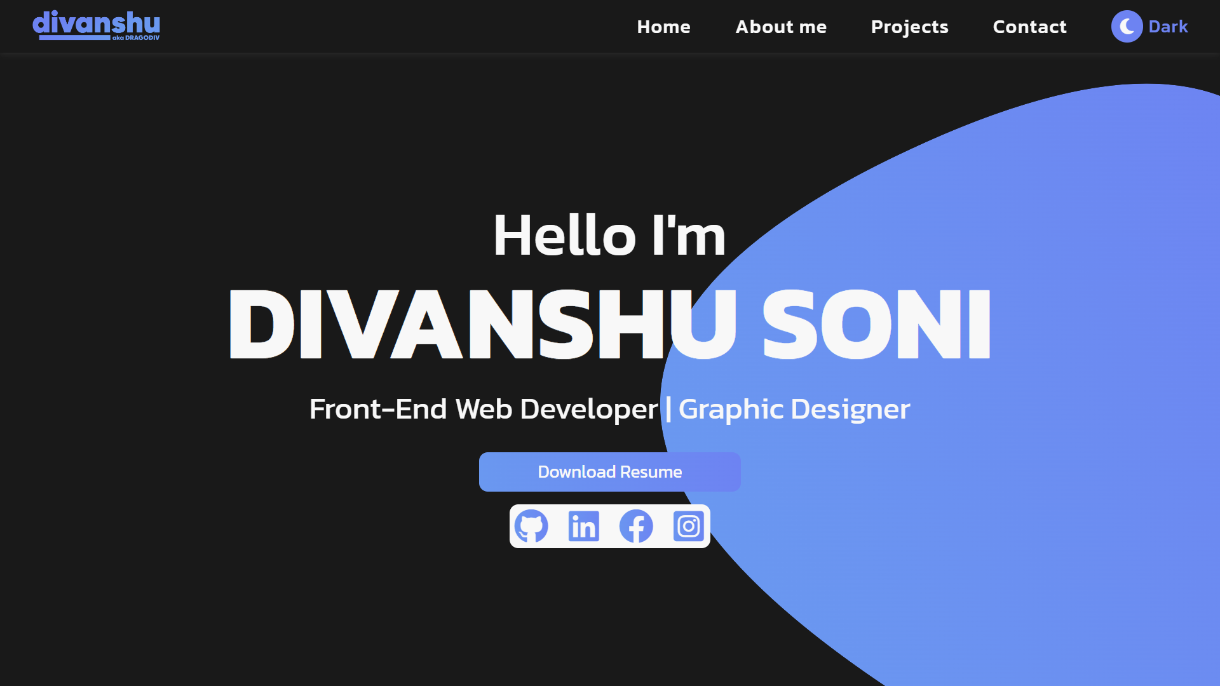 divanshu
aka DRAGODIV
Home About me Projects Contact Dark
Hello I'm
DIVANSHU SONI
Front-End Web Developer | Graphic Designer
Download Resume
in